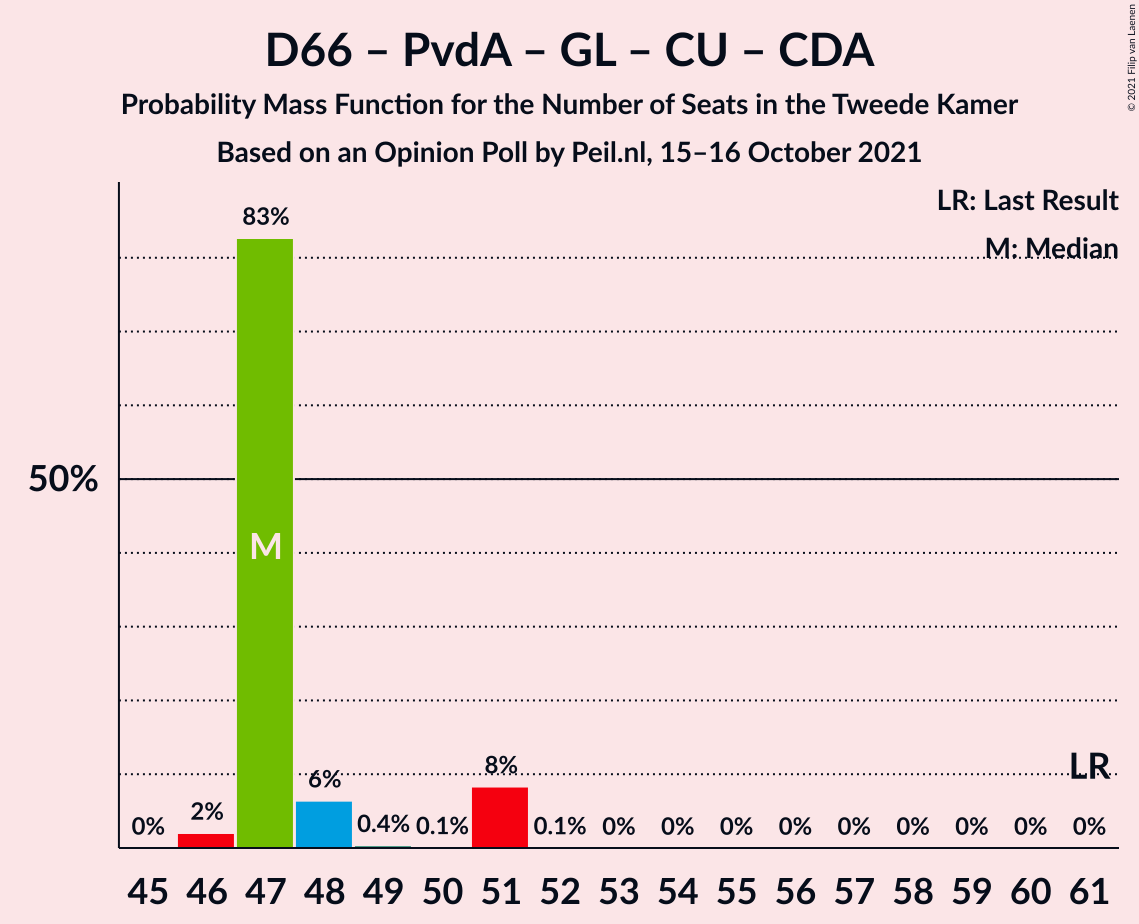 D66 – PvdA – GL – CU – CDA
Probability Mass Function for the Number of Seats in the Tweede Kamer
Based on an Opinion Poll by Peil.nl, 15–16 October 2021
© 2021 Filip van Laenen
LR: Last Result
M: Median
83%
50%
M
LR
0% 2% 6% 0.4% 0.1% 8% 0.1% 0% 0% 0% 0% 0% 0% 0% 0% 0%
45 46 47 48 49 50 51 52 53 54 55 56 57 58 59 60 61